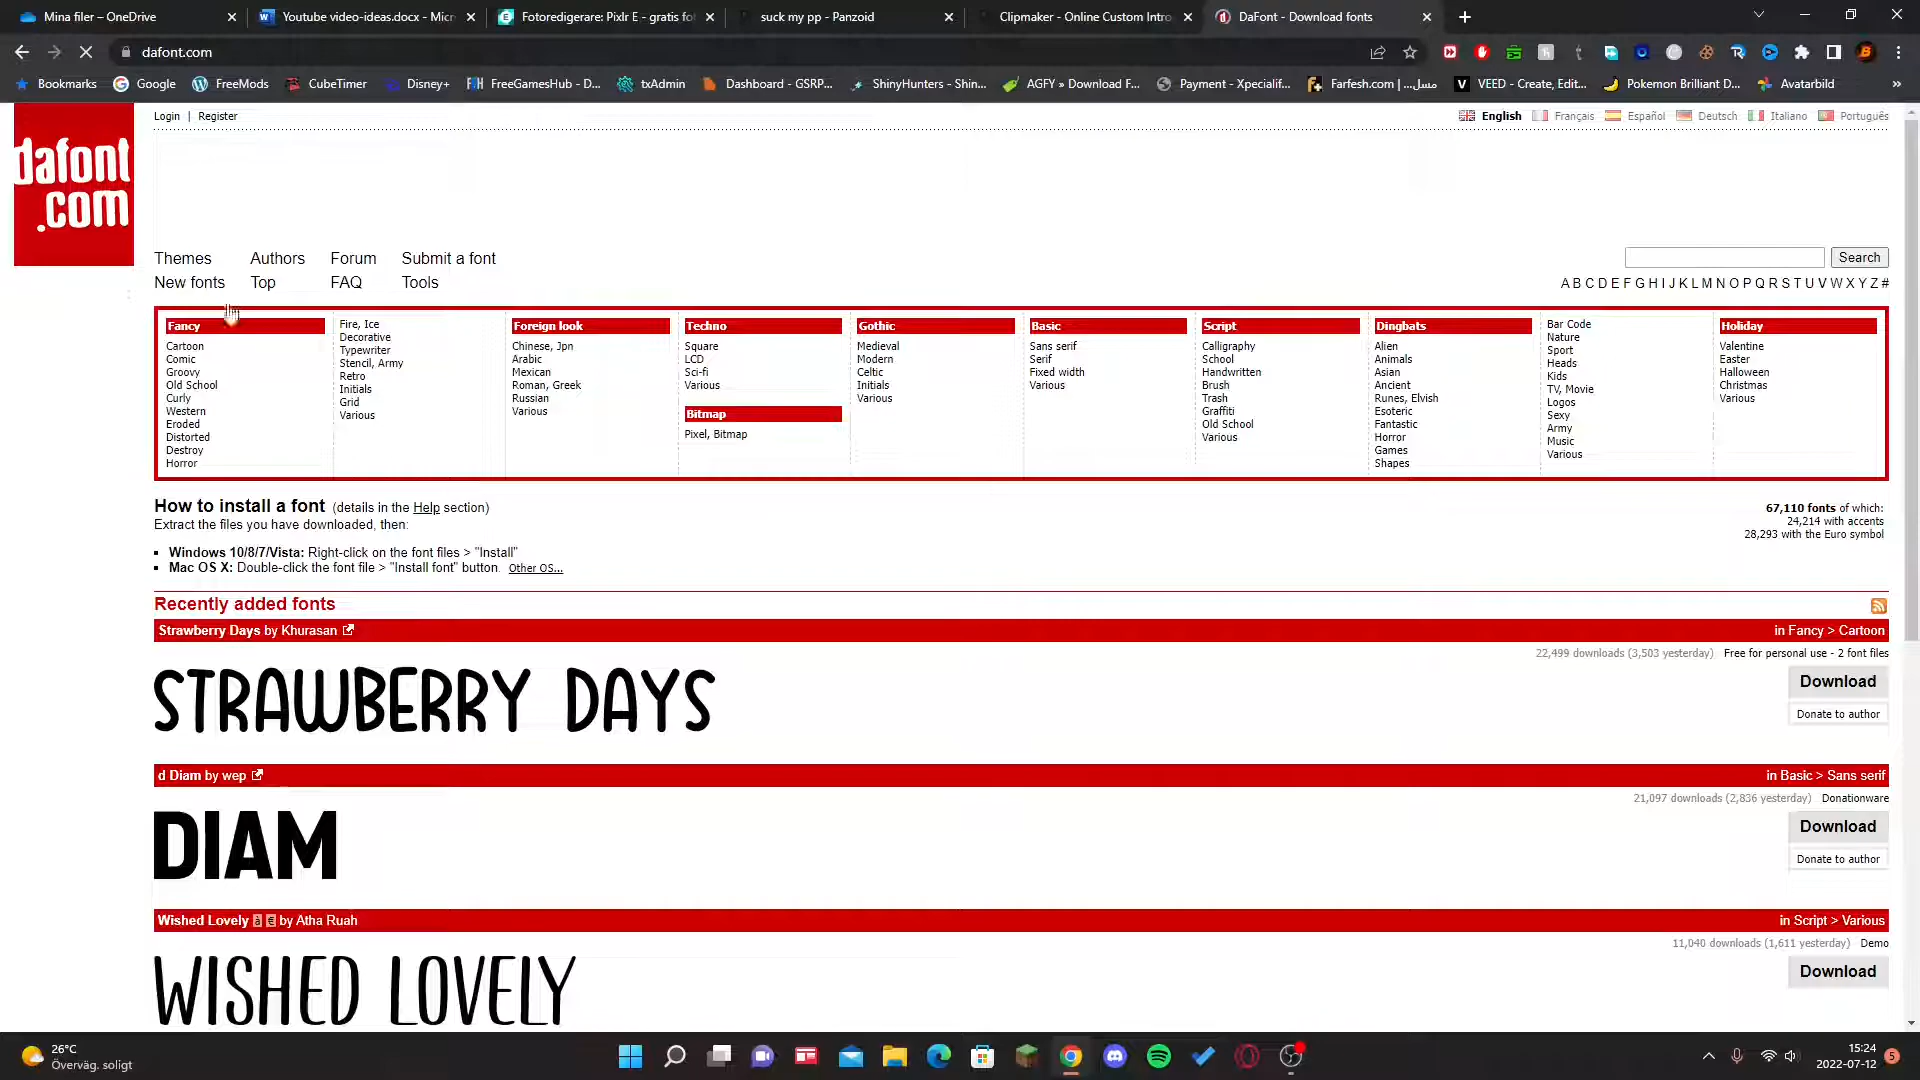 Mina filer – OneDrive
Youtube video-ideas.docx - Micr
Fotoredigerare: Pixlr E - gratis fo
suck my pp - Panzoid
Clipmaker - Online Custom Intro
DaFont - Download fonts
dafont.com
Bookmarks
Google
FreeMods
CubeTimer
Disney+
FreeGamesHub - D...
txAdmin
Dashboard - GSRP...
ShinyHunters - Shin...
AGFY » Download F...
Payment - Xpecialif...
Farfesh.com | ...مسل
VEED - Create, Edit...
Pokemon Brilliant D...
Avatarbild
»
dafont
.com
Login | Register
English Français Español Deutsch Italiano Português
Themes Authors Forum Submit a font
New fonts Top FAQ Tools
Search
A B C D E F G H I J K L M N O P Q R S T U V W X Y Z #
Fancy
Cartoon
Comic
Groovy
Old School
Curly
Western
Eroded
Distorted
Destroy
Horror
Fire, Ice
Decorative
Typewriter
Stencil, Army
Retro
Initials
Grid
Various
Foreign look
Chinese, Jpn
Arabic
Mexican
Roman, Greek
Russian
Various
Techno
Square
LCD
Sci-fi
Various
Bitmap
Pixel, Bitmap
Gothic
Medieval
Modern
Celtic
Initials
Various
Basic
Sans serif
Serif
Fixed width
Various
Script
Calligraphy
School
Handwritten
Brush
Trash
Graffiti
Old School
Various
Dingbats
Alien
Animals
Asian
Ancient
Runes, Elvish
Esoteric
Fantastic
Horror
Games
Shapes
Bar Code
Nature
Sport
Heads
Kids
TV, Movie
Logos
Sexy
Army
Music
Various
Holiday
Valentine
Easter
Halloween
Christmas
Various
How to install a font (details in the Help section)
Extract the files you have downloaded, then:
Windows 10/8/7/Vista: Right-click on the font files > "Install"
Mac OS X: Double-click the font file > "Install font" button. Other OS...
67,110 fonts of which:
24,214 with accents
28,293 with the Euro symbol
Recently added fonts
Strawberry Days by Khurasan
in Fancy > Cartoon
22,499 downloads (3,503 yesterday) Free for personal use - 2 font files
STRAWBERRY DAYS
Download
Donate to author
d Diam by wep
in Basic > Sans serif
21,097 downloads (2,836 yesterday) Donationware
DIAM
Download
Donate to author
Wished Lovely à € by Atha Ruah
in Script > Various
11,040 downloads (1,611 yesterday) Demo
WISHED LOVELY
Download
26°C
Överväg. soligt
15:24
2022-07-12
5